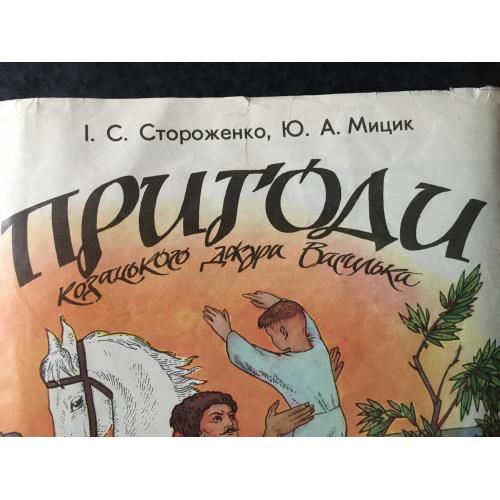 І. С. Стороженко, Ю. А. Мицик
ПРИГОДИ
козацького джура Василька